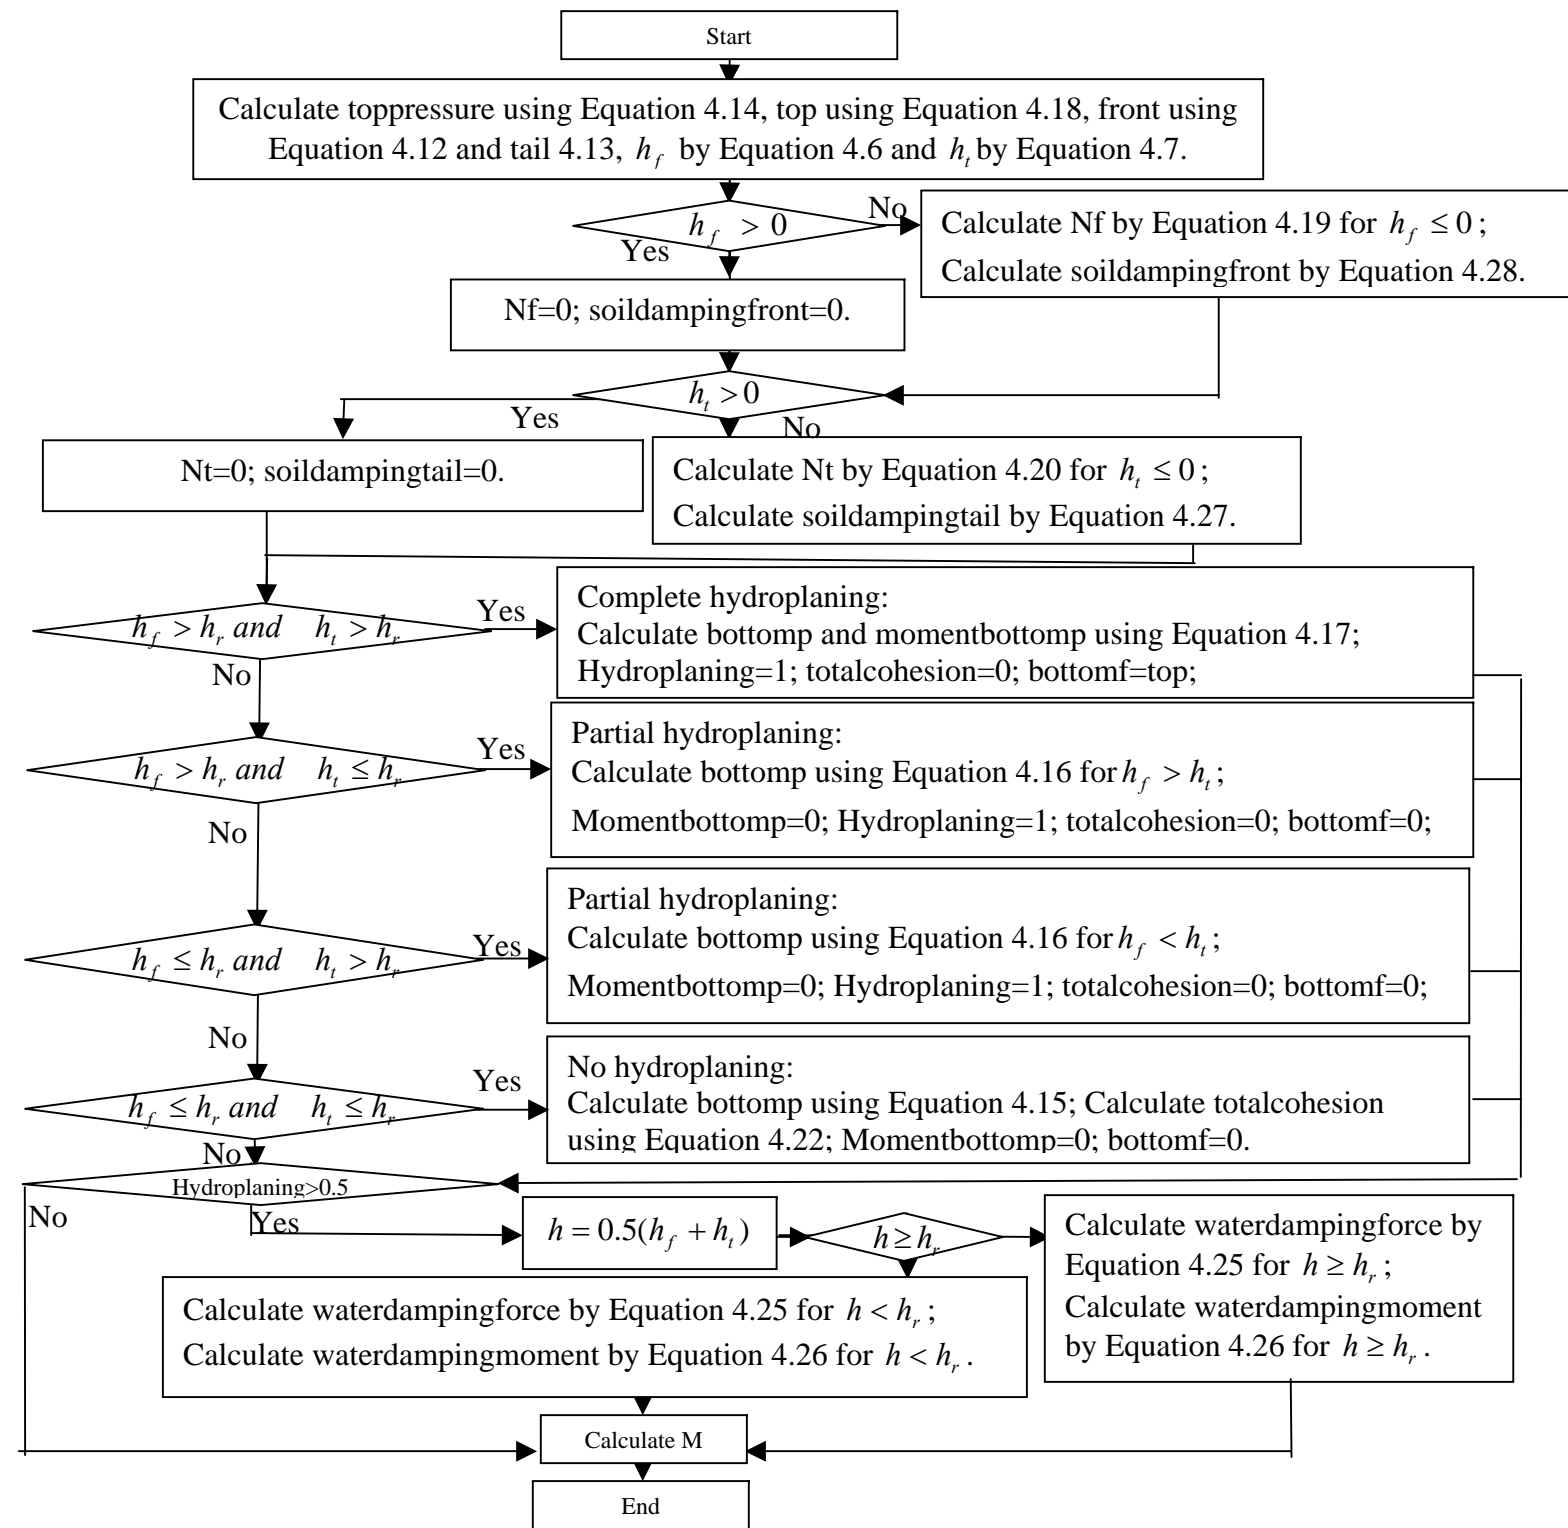 Start
Calculate toppressure using Equation 4.14, top using Equation 4.18, front using
Equation 4.12 and tail 4.13, h_f by Equation 4.6 and h_t by Equation 4.7.
h_f > 0
No
Yes
Calculate Nf by Equation 4.19 for h_f ≤ 0 ;
Calculate soildampingfront by Equation 4.28.
Nf=0; soildampingfront=0.
h_t > 0
Yes
No
Nt=0; soildampingtail=0.
Calculate Nt by Equation 4.20 for h_t ≤ 0 ;
Calculate soildampingtail by Equation 4.27.
h_f > h_r and h_t > h_r
Yes
No
Complete hydroplaning:
Calculate bottomp and momentbottomp using Equation 4.17;
Hydroplaning=1; totalcohesion=0; bottomf=top;
h_f > h_r and h_t ≤ h_r
Yes
No
Partial hydroplaning:
Calculate bottomp using Equation 4.16 for h_f > h_t ;
Momentbottomp=0; Hydroplaning=1; totalcohesion=0; bottomf=0;
h_f ≤ h_r and h_t > h_r
Yes
No
Partial hydroplaning:
Calculate bottomp using Equation 4.16 for h_f < h_t ;
Momentbottomp=0; Hydroplaning=1; totalcohesion=0; bottomf=0;
h_f ≤ h_r and h_t ≤ h_r
Yes
No
No hydroplaning:
Calculate bottomp using Equation 4.15; Calculate totalcohesion
using Equation 4.22; Momentbottomp=0; bottomf=0.
Hydroplaning>0.5
No
Yes
h = 0.5(h_f + h_t)
h ≥ h_r
Calculate waterdampingforce by
Equation 4.25 for h ≥ h_r ;
Calculate waterdampingmoment
by Equation 4.26 for h ≥ h_r .
Calculate waterdampingforce by Equation 4.25 for h < h_r ;
Calculate waterdampingmoment by Equation 4.26 for h < h_r .
Calculate M
End